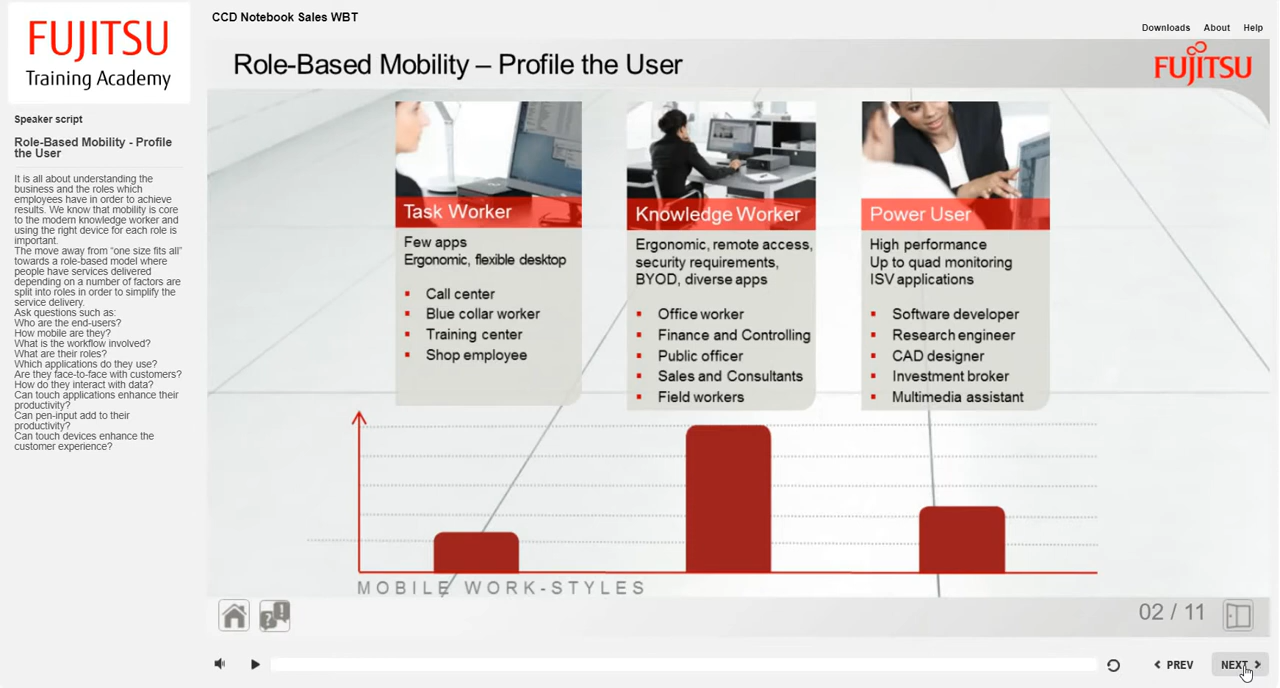 FUJITSU
Training Academy
CCD Notebook Sales WBT
Downloads About Help
Speaker script
Role-Based Mobility - Profile
the User
It is all about understanding the
business and the roles which
employees have in order to achieve
results. We know that mobility is core
to the modern knowledge worker and
using the right device for each role is
important.
The move away from “one size fits all”
towards a role-based model where
people have services delivered
depending on a number of factors are
split into roles in order to simplify the
service delivery.
Ask questions such as:
Who are the end-users?
How mobile are they?
What is the workflow involved?
What are their roles?
Which applications do they use?
Are they face-to-face with customers?
How do they interact with data?
Can touch applications enhance their
productivity?
Can pen-input add to their
productivity?
Can touch devices enhance the
customer experience?
Role-Based Mobility – Profile the User
FUJITSU
Task Worker
Few apps
Ergonomic, flexible desktop
Call center
Blue collar worker
Training center
Shop employee
Knowledge Worker
Ergonomic, remote access,
security requirements,
BYOD, diverse apps
Office worker
Finance and Controlling
Public officer
Sales and Consultants
Field workers
Power User
High performance
Up to quad monitoring
ISV applications
Software developer
Research engineer
CAD designer
Investment broker
Multimedia assistant
MOBILE WORK-STYLES
02 / 11
PREV
NEXT